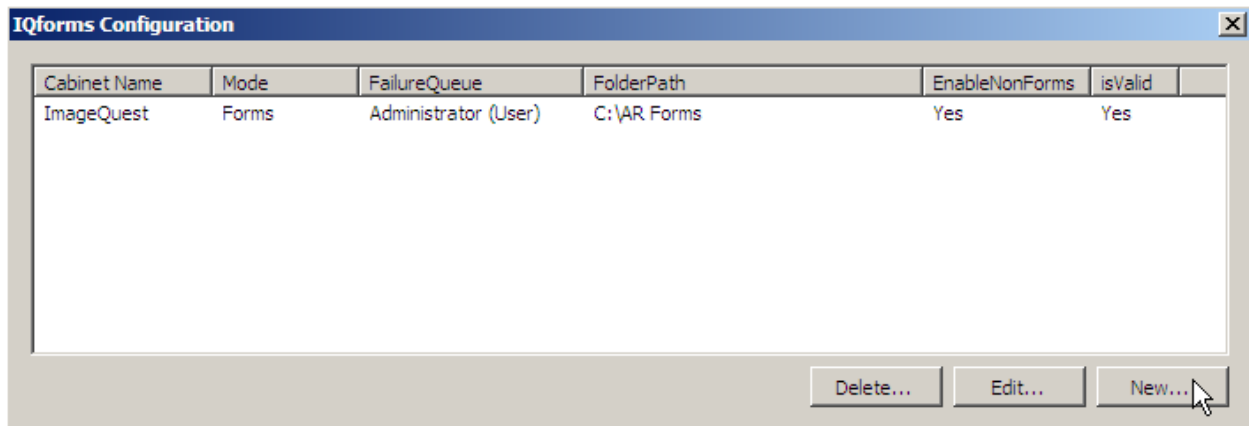 IQforms Configuration
Cabinet Name Mode FailureQueue FolderPath EnableNonForms isValid
ImageQuest Forms Administrator (User) C:\AR Forms Yes Yes
Delete... Edit... New...